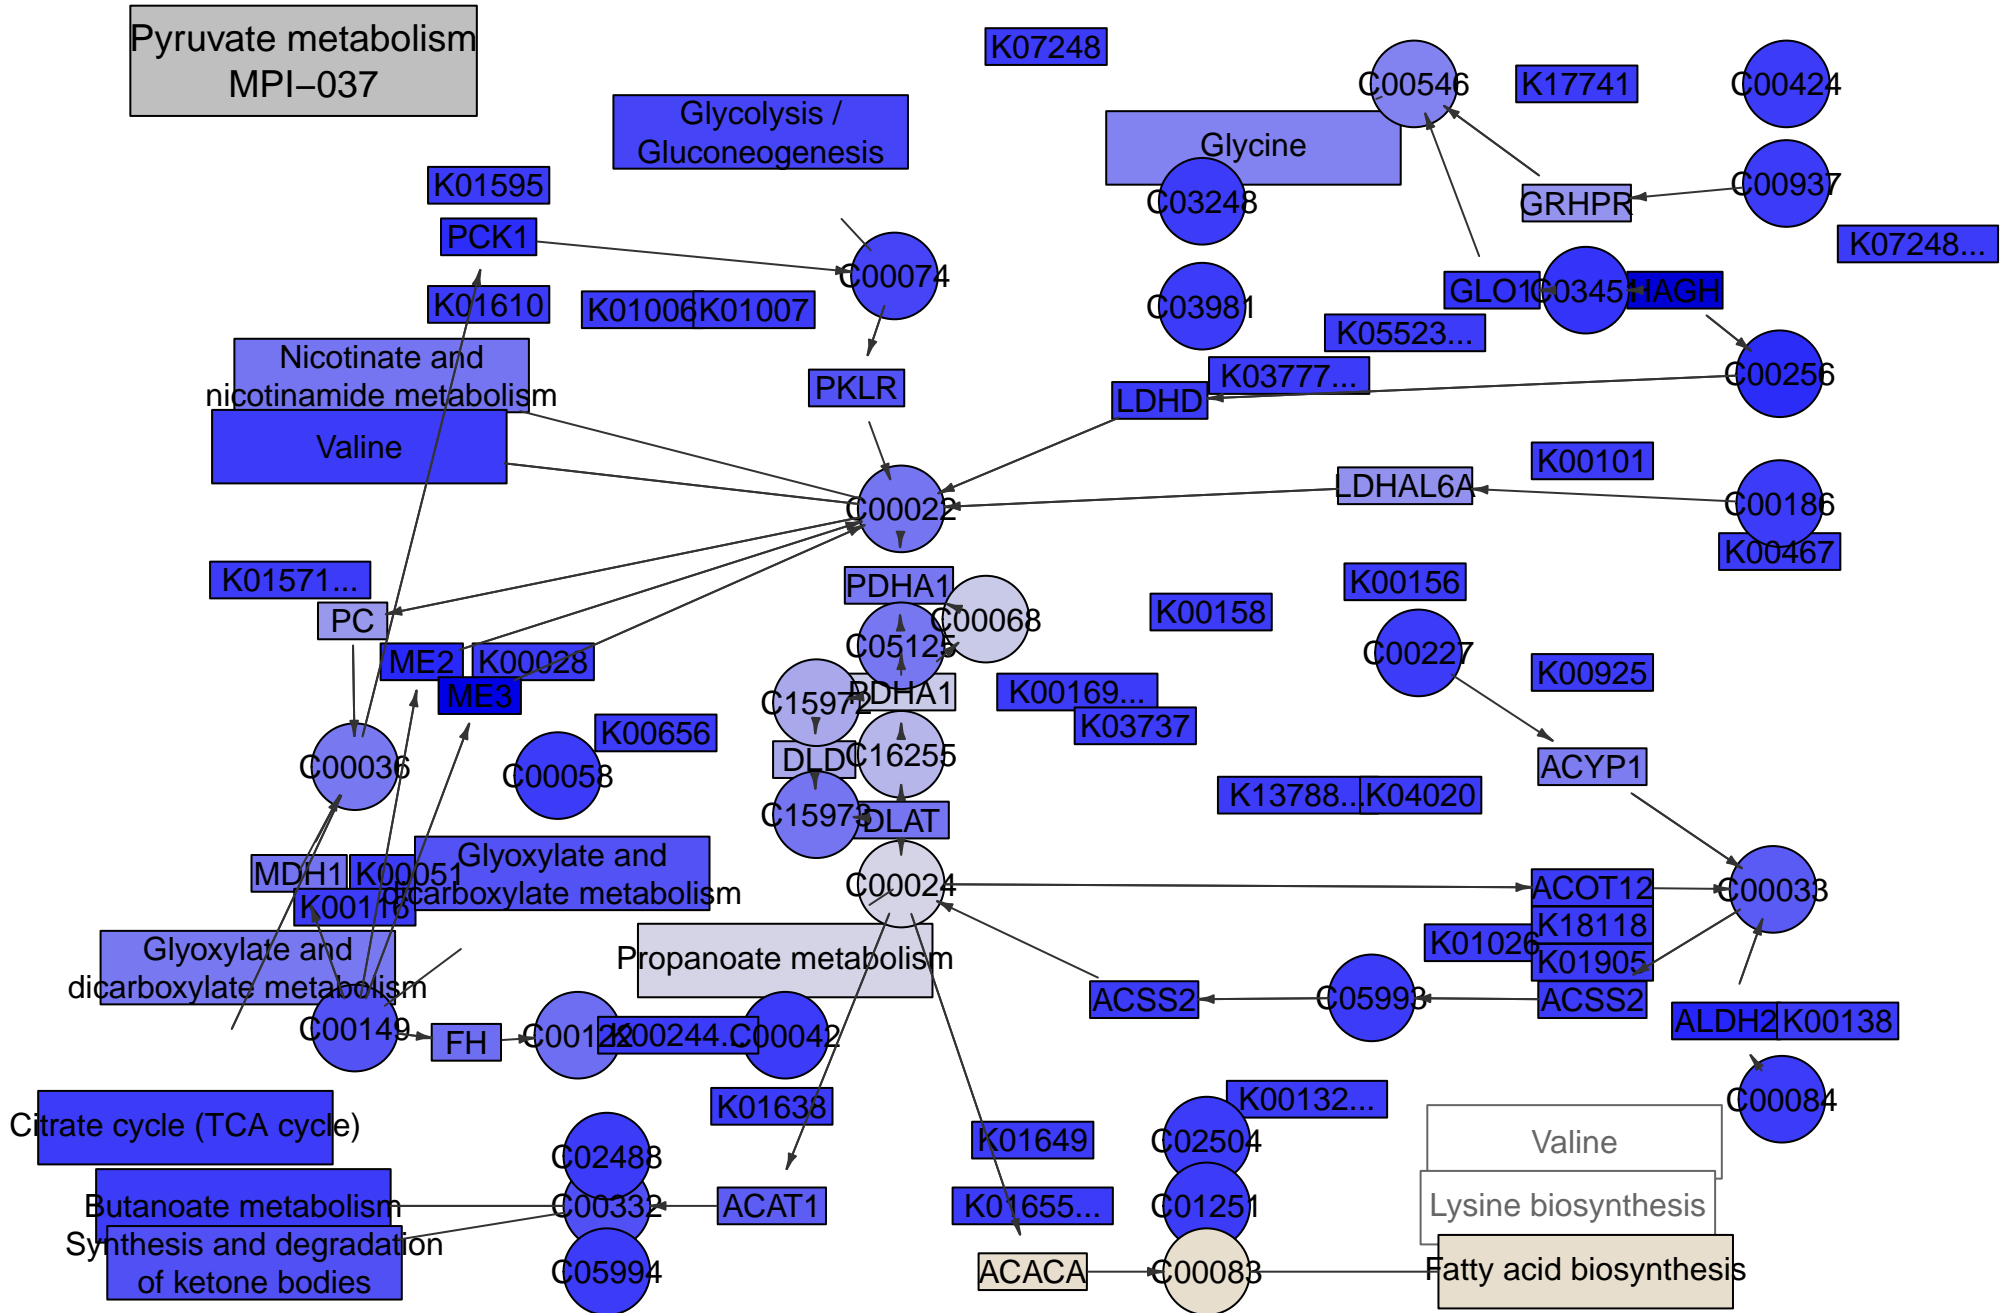 Pyruvate metabolism
MPI−037
K07248
C00546
K17741
C00424
Glycolysis /
Gluconeogenesis
Glycine
K01595
C03248
GRHPR
C00937
PCK1
K07248...
C00074
K01610
K01006
K01007
C03981
GLO1
C0345
HAGH
K05523...
Nicotinate and
nicotinamide metabolism
PKLR
K03777...
LDHD
C00256
Valine
K00101
LDHAL6A
C00022
C00186
K00467
K01571...
PDHA1
K00156
PC
C00068
K00158
C05125
C00227
ME2
K00028
K00925
ME3
C15972
PDHA1
K00169...
K03737
K00656
C00036
C00058
DLD
C16255
ACYP1
K13788...
K04020
C15973
DLAT
MDH1
K00051
Glyoxylate and
dicarboxylate metabolism
C00024
ACOT12
C00033
K00116
K18118
K01026
Glyoxylate and
dicarboxylate metabolism
Propanoate metabolism
K01905
ACSS2
C05993
ACSS2
C00149
FH
C00122
K00244...
C00042
ALDH2
K00138
K01638
K00132...
C00084
Citrate cycle (TCA cycle)
C02488
K01649
C02504
Valine
Butanoate metabolism
C00332
ACAT1
K01655...
C01251
Lysine biosynthesis
Synthesis and degradation
of ketone bodies
C05994
ACACA
C00083
Fatty acid biosynthesis